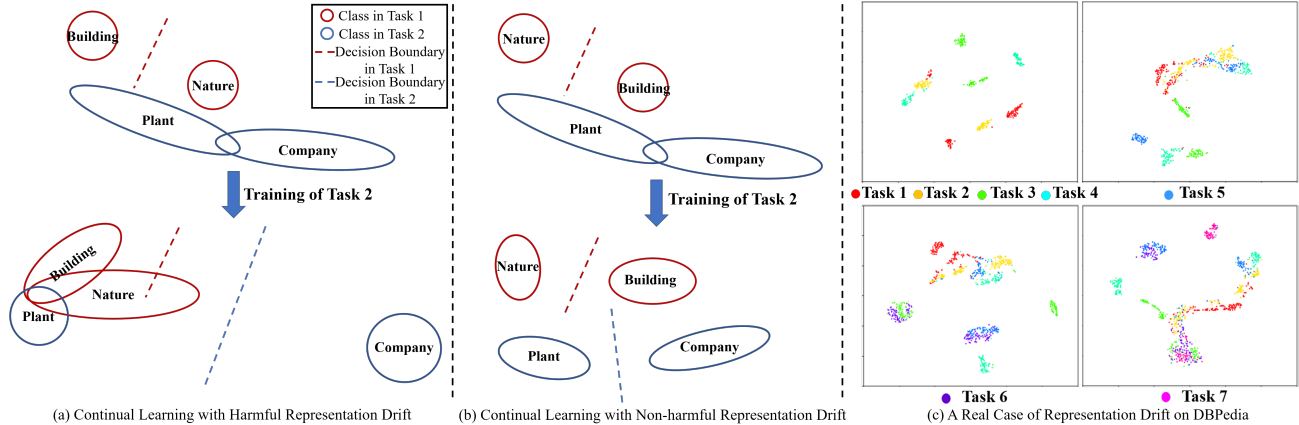 Building
Nature
Plant
Company
Training of Task 2
Building
Nature
Plant
Company
(a) Continual Learning with Harmful Representation Drift
Class in Task 1
Class in Task 2
Decision Boundary
in Task 1
Decision Boundary
in Task 2
Nature
Building
Plant
Company
Training of Task 2
Nature
Building
Plant
Company
(b) Continual Learning with Non-harmful Representation Drift
Task 1 Task 2 Task 3 Task 4 Task 5
Task 6 Task 7
(c) A Real Case of Representation Drift on DBPedia